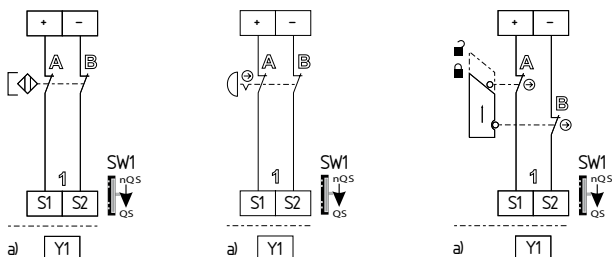 + -
A B
1
SW1
nQS
S1 S2
QS
a) Y1
+ -
A B
1
SW1
nQS
S1 S2
QS
a) Y1
+ -
A
B
1
SW1
nQS
S1 S2
QS
a) Y1